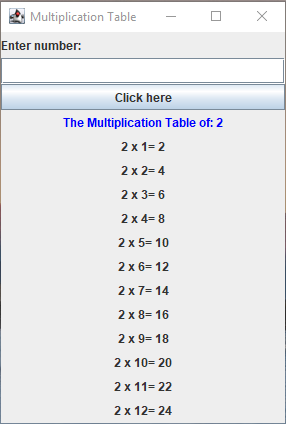 Multiplication Table
Enter number:
Click here
The Multiplication Table of: 2
2 x 1= 2
2 x 2= 4
2 x 3= 6
2 x 4= 8
2 x 5= 10
2 x 6= 12
2 x 7= 14
2 x 8= 16
2 x 9= 18
2 x 10= 20
2 x 11= 22
2 x 12= 24